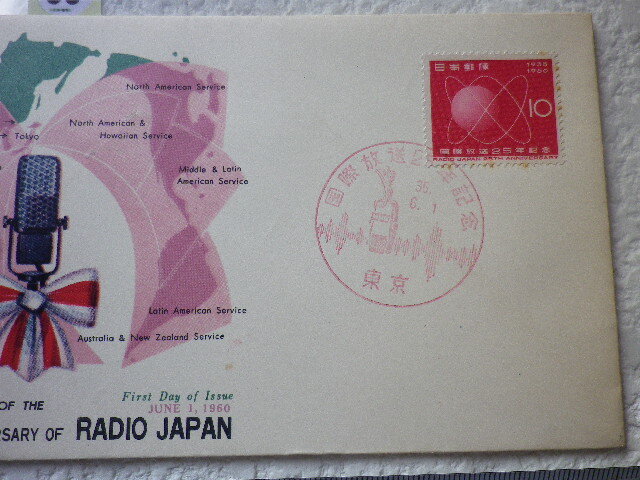 North American Service
Tokyo
North American &
Hawaiian Service
Middle & Latin
American Service
Latin American Service
Australia & New Zealand Service
OF THE
First Day of Issue
JUNE 1, 1960
RSARY OF RADIO JAPAN
日本郵便
1935
1960
10
国際放送25年記念
RADIO JAPAN 25TH ANNIVERSARY
国際放送25年記念
35.
6.1
東京